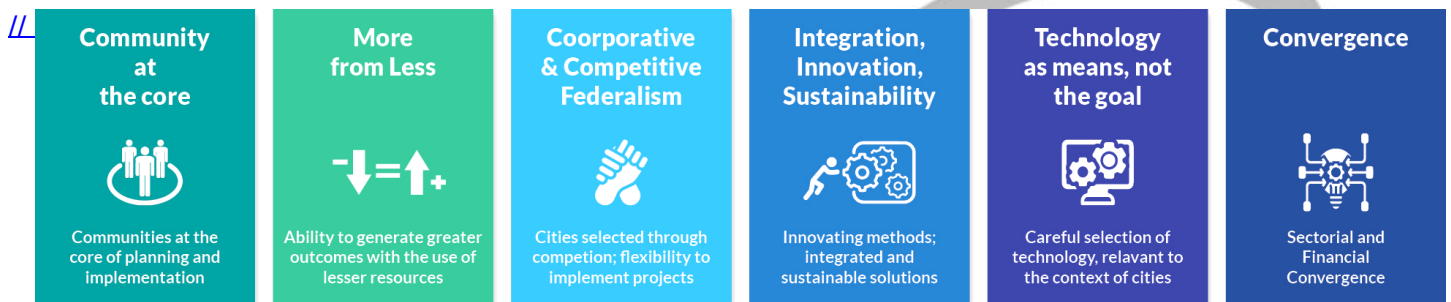 //
Community
at
the core
Communities at the
core of planning and
implementation
More
from Less
Ability to generate greater
outcomes with the use of
lesser resources
Coorporative
& Competitive
Federalism
Cities selected through
competion; flexibility to
implement projects
Integration,
Innovation,
Sustainability
Innovating methods;
integrated and
sustainable solutions
Technology
as means, not
the goal
Careful selection of
technology, relavant to
the context of cities
Convergence
Sectorial and
Financial
Convergence